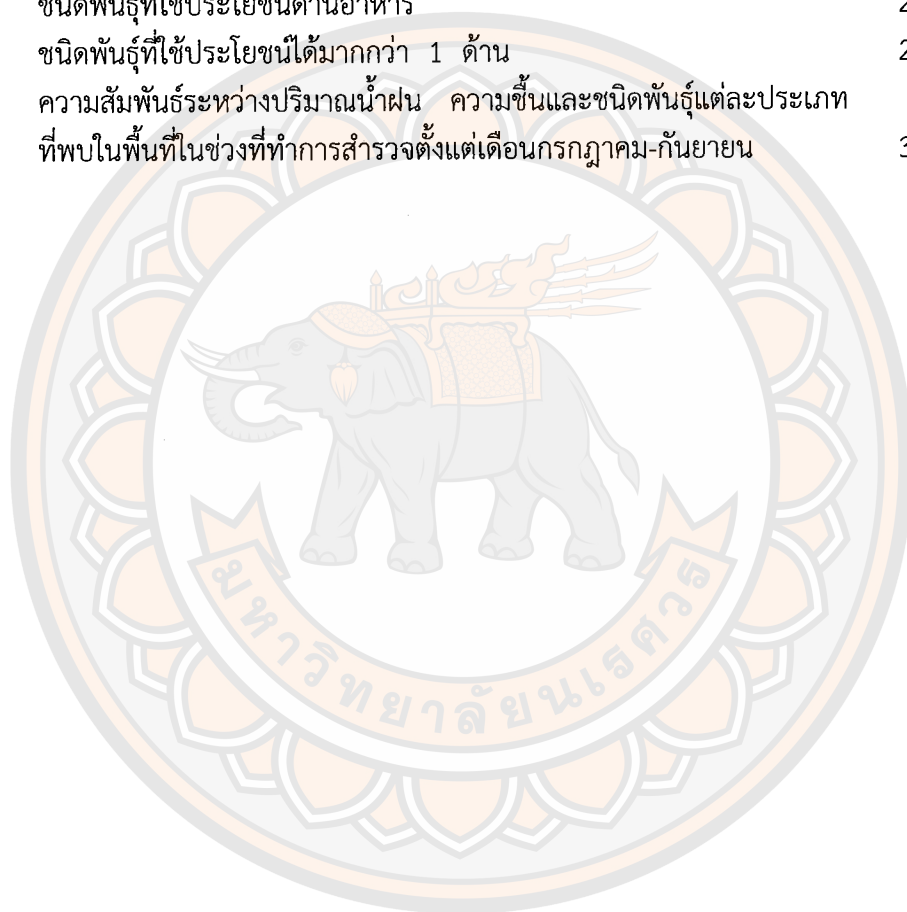 ชนิดพันธุ์ที่ใช้ประโยชน์ด้านอาหาร
ชนิดพันธุ์ที่ใช้ประโยชน์ได้มากกว่า 1 ด้าน
ความสัมพันธ์ระหว่างปริมาณน้ำฝน ความชื้นและชนิดพันธุ์แต่ละประเภท
ที่พบในพื้นที่ในช่วงที่ทำการสำรวจตั้งแต่เดือนกรกฎาคม-กันยายน
มหาวิทยาลัยนเรศวร